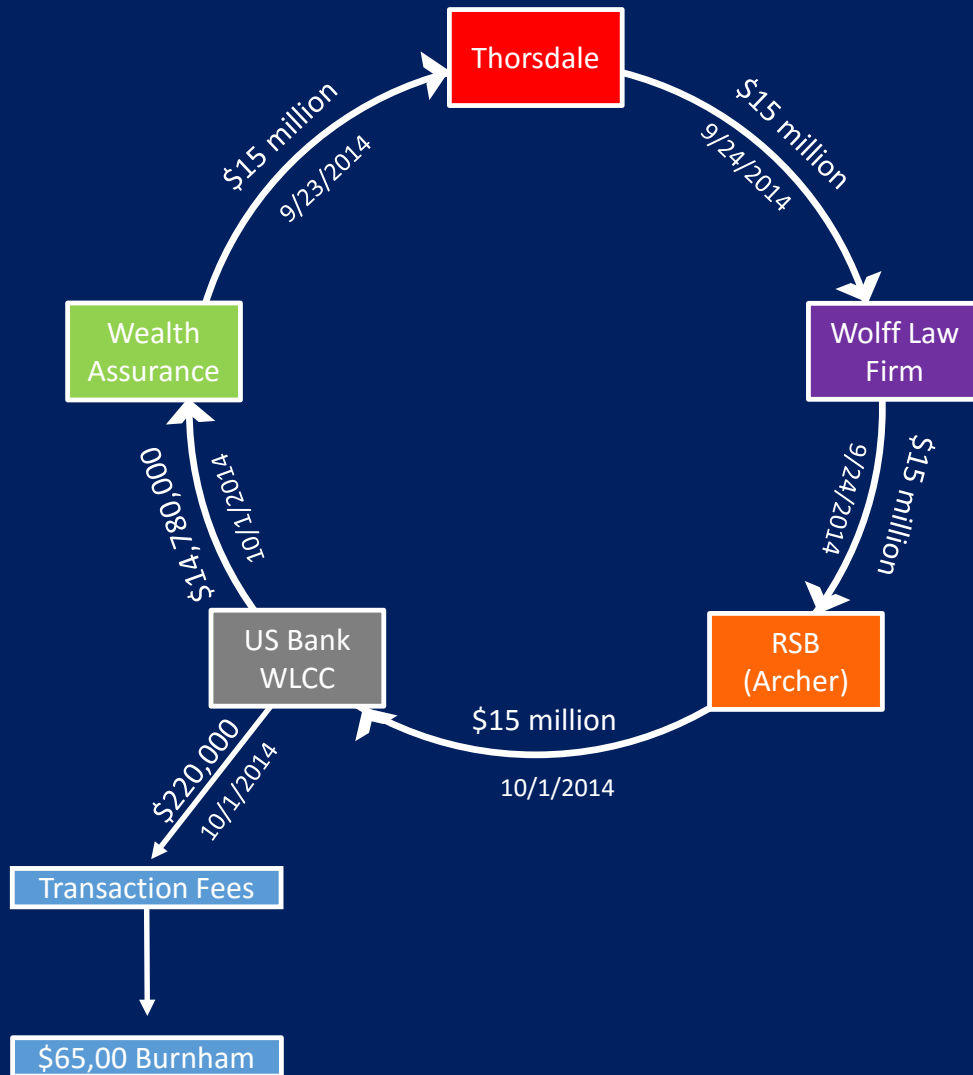 Thorsdale
$15 million
9/24/2014
Wolff Law
Firm
$15 million
9/24/2014
RSB
(Archer)
$15 million
10/1/2014
US Bank
WLCC
$14,780,000
10/1/2014
Wealth
Assurance
$15 million
9/23/2014
$220,000
10/1/2014
Transaction Fees
$65,00 Burnham